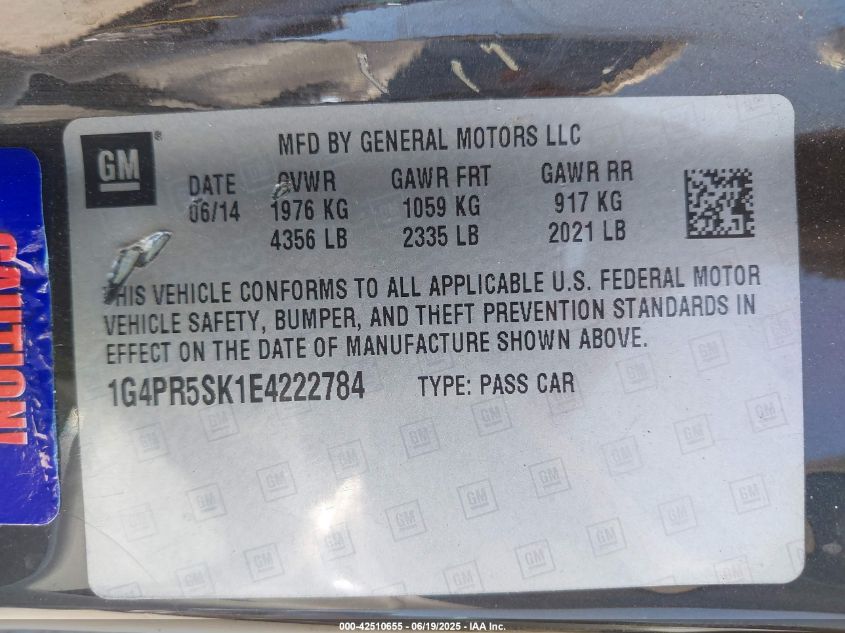 GM ®
MFD BY GENERAL MOTORS LLC
DATE GVWR GAWR FRT GAWR RR
06/14 1976 KG 1059 KG 917 KG
4356 LB 2335 LB 2021 LB
THIS VEHICLE CONFORMS TO ALL APPLICABLE U.S. FEDERAL MOTOR
VEHICLE SAFETY, BUMPER, AND THEFT PREVENTION STANDARDS IN
EFFECT ON THE DATE OF MANUFACTURE SHOWN ABOVE.
1G4PR5SK1E4222784 TYPE: PASS CAR
CAUTION!
000-42510655 - 06/19/2025 - IAA Inc.